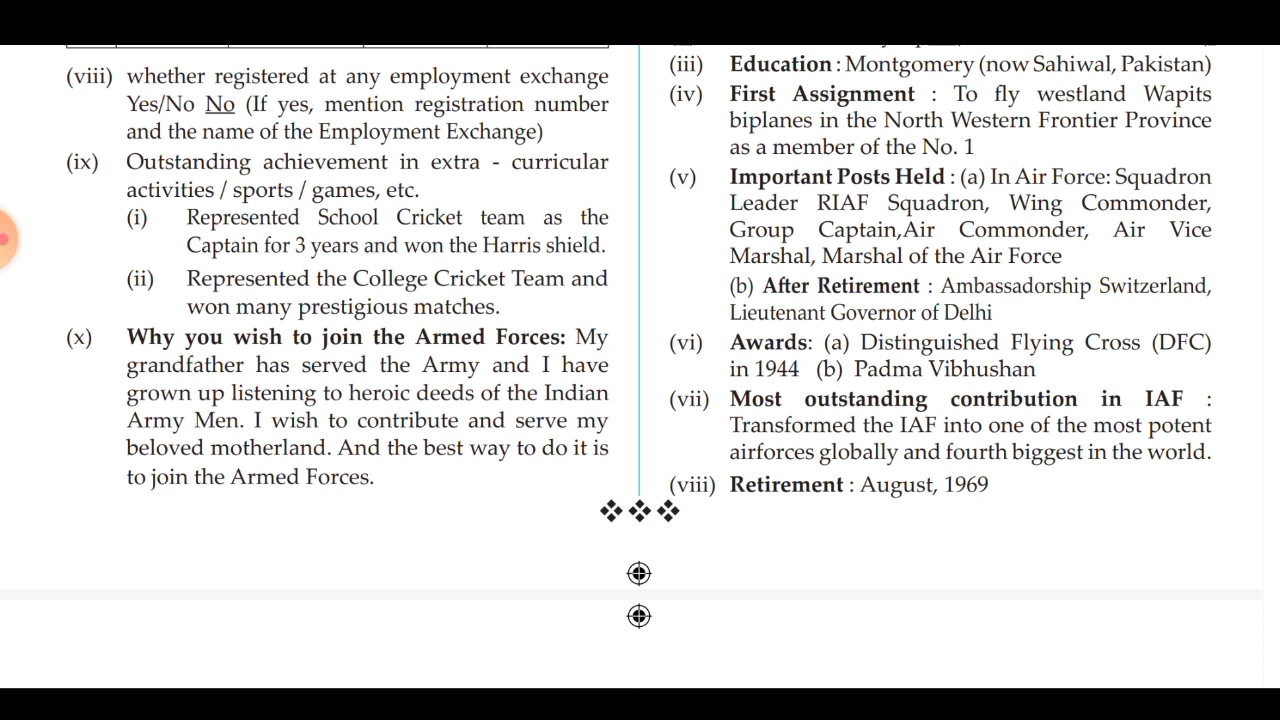 (viii) whether registered at any employment exchange
Yes/No No (If yes, mention registration number
and the name of the Employment Exchange)
(ix) Outstanding achievement in extra - curricular
activities / sports / games, etc.
(i) Represented School Cricket team as the
Captain for 3 years and won the Harris shield.
(ii) Represented the College Cricket Team and
won many prestigious matches.
(x) Why you wish to join the Armed Forces: My
grandfather has served the Army and I have
grown up listening to heroic deeds of the Indian
Army Men. I wish to contribute and serve my
beloved motherland. And the best way to do it is
to join the Armed Forces.
(iii) Education : Montgomery (now Sahiwal, Pakistan)
(iv) First Assignment : To fly westland Wapits
biplanes in the North Western Frontier Province
as a member of the No. 1
(v) Important Posts Held : (a) In Air Force: Squadron
Leader RIAF Squadron, Wing Commonder,
Group Captain,Air Commonder, Air Vice
Marshal, Marshal of the Air Force
(b) After Retirement : Ambassadorship Switzerland,
Lieutenant Governor of Delhi
(vi) Awards: (a) Distinguished Flying Cross (DFC)
in 1944 (b) Padma Vibhushan
(vii) Most outstanding contribution in IAF :
Transformed the IAF into one of the most potent
airforces globally and fourth biggest in the world.
(viii) Retirement : August, 1969